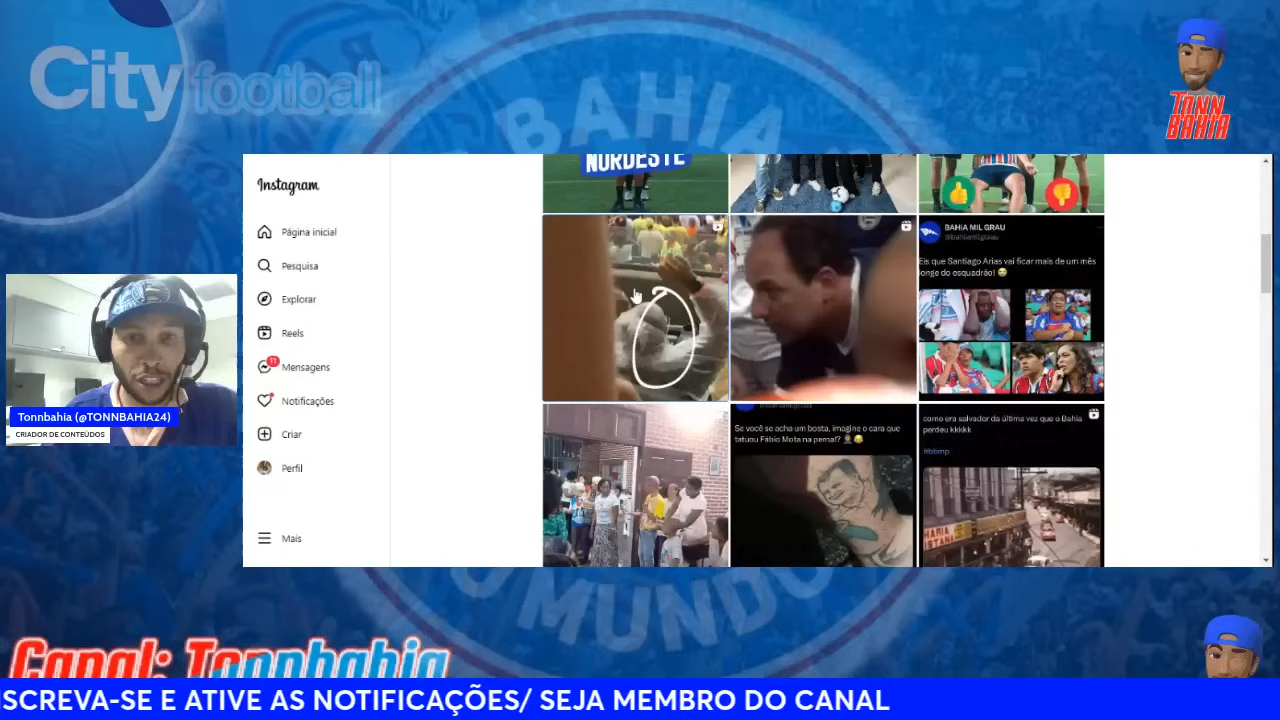 City football
TONN
BAHIA
BAHIA
MUNDO
Instagram
Página inicial
Pesquisa
Explorar
Reels
11
Mensagens
Notificações
Criar
Perfil
Mais
NORDESTE
BAHIA MIL GRAU
@bahiamilgrau
Eis que Santiago Arias vai ficar mais de um mês
longe do esquadrão! 😭
Se você se acha um bosta, imagine o cara que
tatuou Fábio Mota na perna!?
como era salvador da última vez que o Bahia
perdeu kkkkk
#bbmp
Tonnbahia (@TONNBAHIA24)
CRIADOR DE CONTEÚDOS
Canal: Tonnbahia
NSCREVA-SE E ATIVE AS NOTIFICAÇÕES/ SEJA MEMBRO DO CANAL